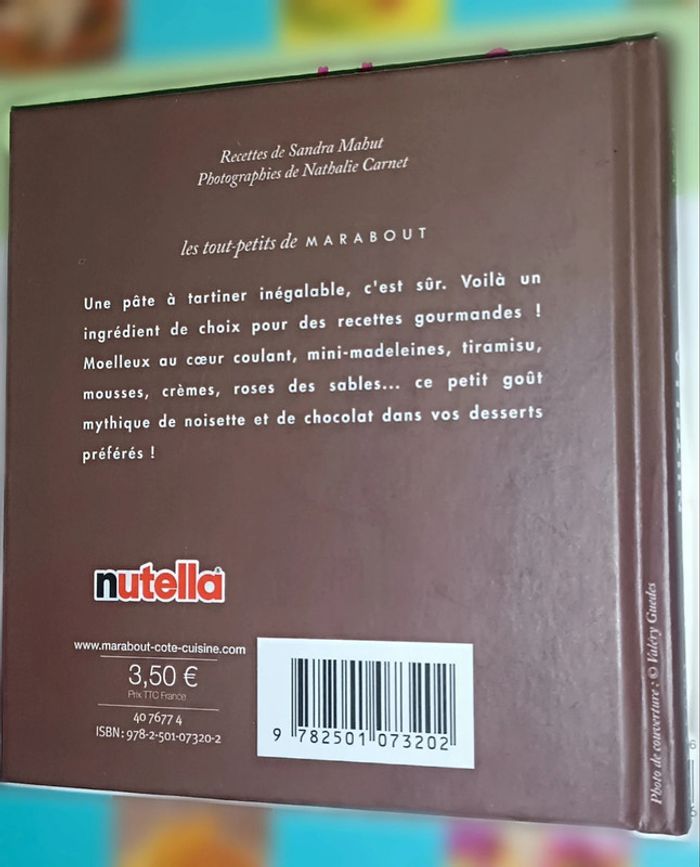 Recettes de Sandra Mahut
Photographies de Nathalie Carnet
les tout-petits de MARABOUT
Une pâte à tartiner inégalable, c'est sûr. Voilà un
ingrédient de choix pour des recettes gourmandes !
Moelleux au cœur coulant, mini-madeleines, tiramisu,
mousses, crèmes, roses des sables... ce petit goût
mythique de noisette et de chocolat dans vos desserts
préférés !
nutella®
www.marabout-cote-cuisine.com
3,50 €
Prix TTC France
40 7677 4
ISBN : 978-2-501-07320-2
9 782501 073202
Photo de couverture : © Valéry Guedes